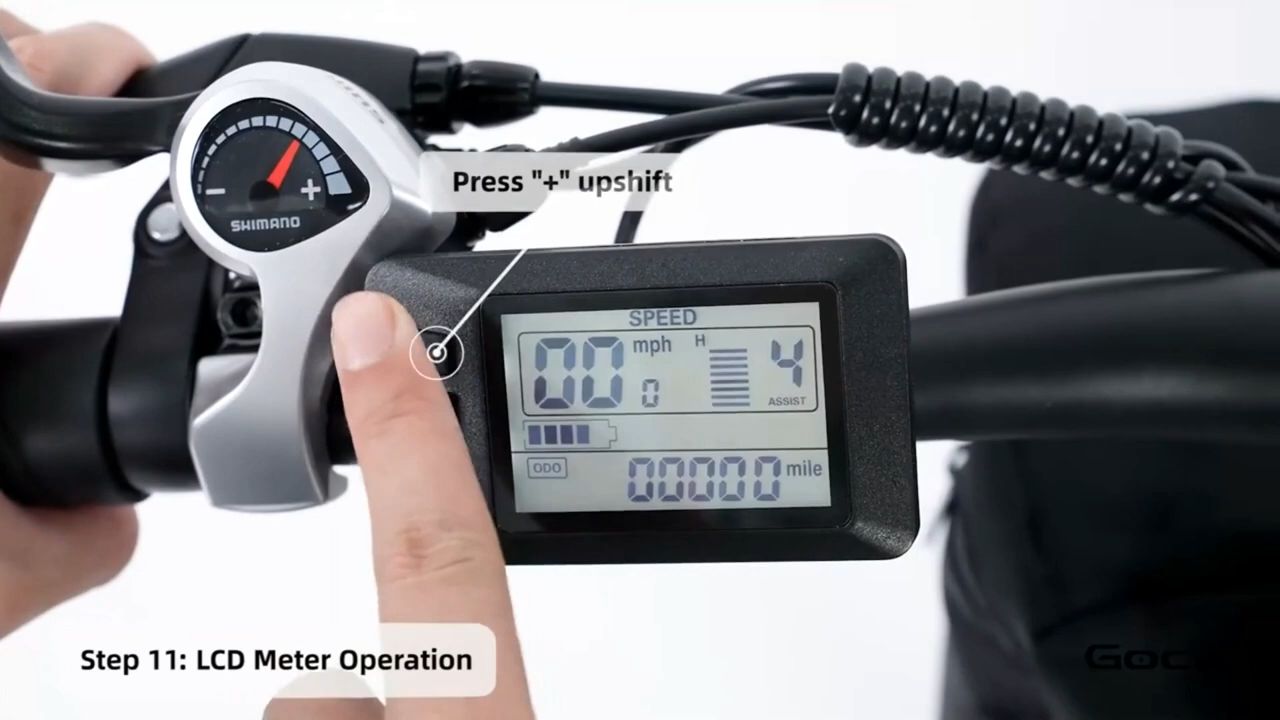 SHIMANO
Press "+" upshift
SPEED
00 mph 0 H 4
ASSIST
ODO
00000 mile
Step 11: LCD Meter Operation